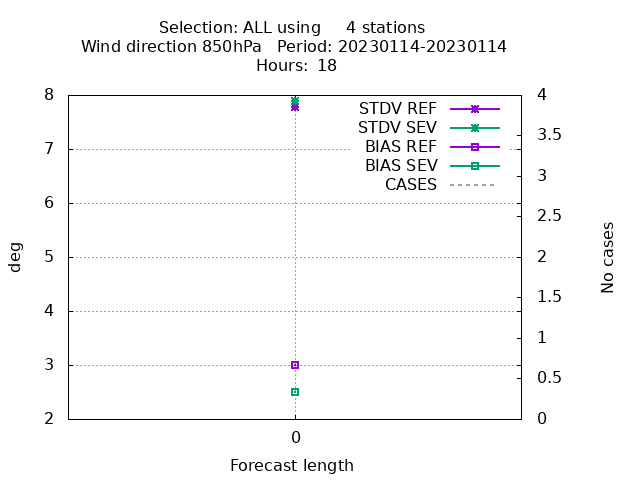 Selection: ALL using     4 stations
Wind direction 850hPa   Period: 20230114-20230114
Hours: 18
STDV REF
STDV SEV
BIAS REF
BIAS SEV
CASES
8
7
6
5
4
3
2
4
3.5
3
2.5
2
1.5
1
0.5
0
deg
No cases
0
Forecast length